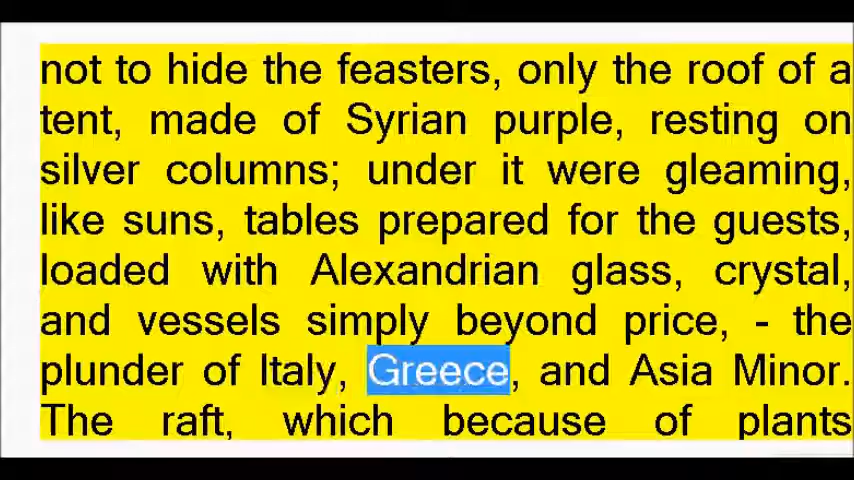 not to hide the feasters, only the roof of a
tent, made of Syrian purple, resting on
silver columns; under it were gleaming,
like suns, tables prepared for the guests,
loaded with Alexandrian glass, crystal,
and vessels simply beyond price, - the
plunder of Italy, Greece, and Asia Minor.
The raft, which because of plants